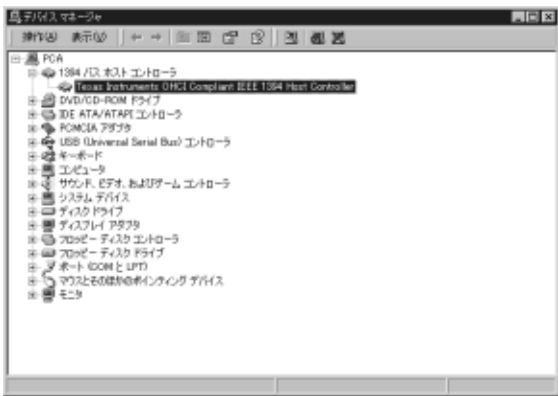 デバイス マネージャ
操作(A) 表示(V)
PCA
1394 バス ホスト コントローラ
Texas Instruments OHCI Compliant IEEE 1394 Host Controller
DVD/CD-ROM ドライブ
IDE ATA/ATAPI コントローラ
PCMCIA アダプタ
USB (Universal Serial Bus) コントローラ
キーボード
コンピュータ
サウンド、ビデオ、およびゲーム コントローラ
システム デバイス
ディスク ドライブ
ディスプレイ アダプタ
フロッピー ディスク コントローラ
フロッピー ディスク ドライブ
ポート (COM と LPT)
マウスとそのほかのポインティング デバイス
モニタ